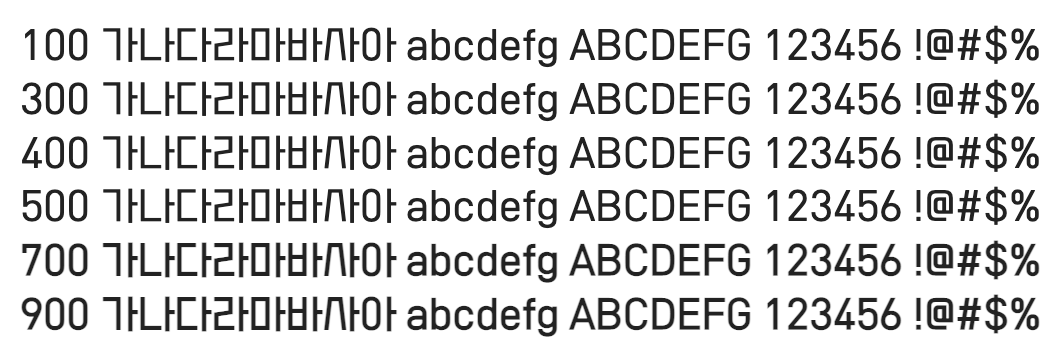 100 가나다라마바사아 abcdefg ABCDEFG 123456 !@#$%
300 가나다라마바사아 abcdefg ABCDEFG 123456 !@#$%
400 가나다라마바사아 abcdefg ABCDEFG 123456 !@#$%
500 가나다라마바사아 abcdefg ABCDEFG 123456 !@#$%
700 가나다라마바사아 abcdefg ABCDEFG 123456 !@#$%
900 가나다라마바사아 abcdefg ABCDEFG 123456 !@#$%